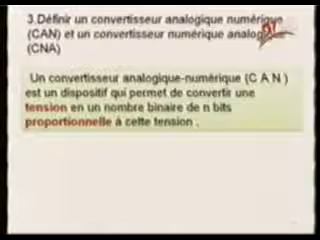 3.Définir un convertisseur analogique numérique
(CAN) et un convertisseur numérique analogique
(CNA)
Un convertisseur analogique-numérique (C A N )
est un dispositif qui permet de convertir une
tension en un nombre binaire de n bits
proportionnelle à cette tension .